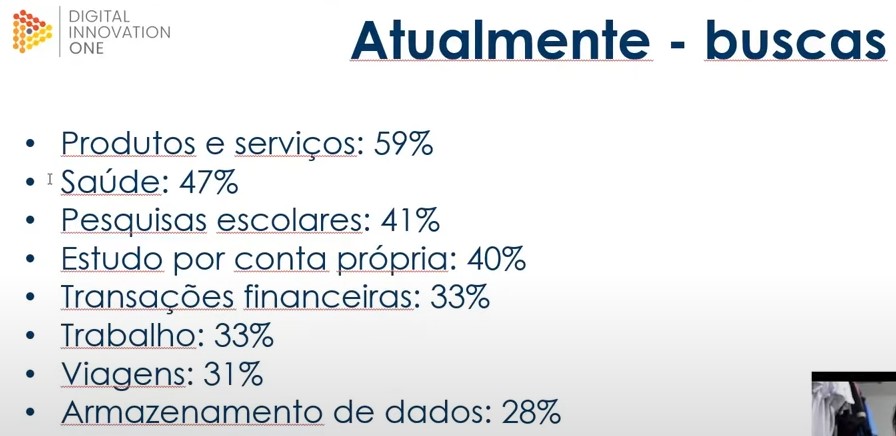 DIGITAL
INNOVATION
ONE
Atualmente - buscas
• Produtos e serviços: 59%
• Saúde: 47%
• Pesquisas escolares: 41%
• Estudo por conta própria: 40%
• Transações financeiras: 33%
• Trabalho: 33%
• Viagens: 31%
• Armazenamento de dados: 28%